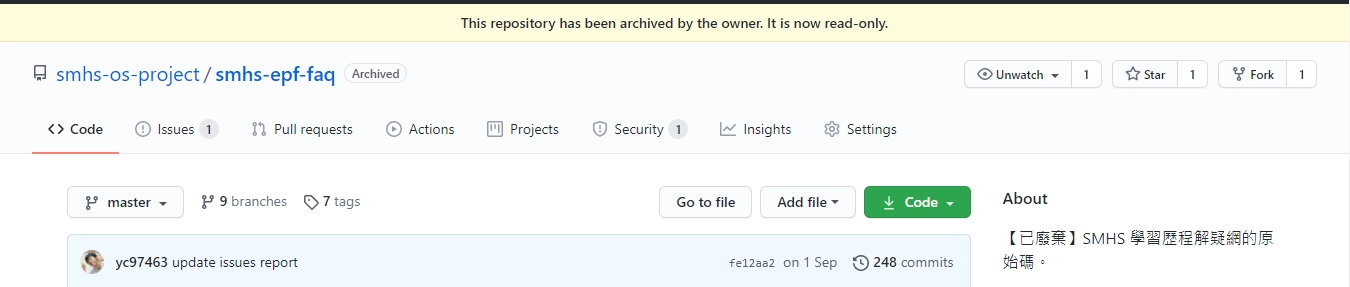 This repository has been archived by the owner. It is now read-only.
smhs-os-project / smhs-epf-faq Archived Unwatch 1 Star 1 Fork 1
Code Issues 1 Pull requests Actions Projects Security 1 Insights Settings
master 9 branches 7 tags Go to file Add file Code
About
【已廢棄】SMHS 學習歷程解疑網的原
始碼。
yc97463 update issues report fe12aa2 on 1 Sep 248 commits